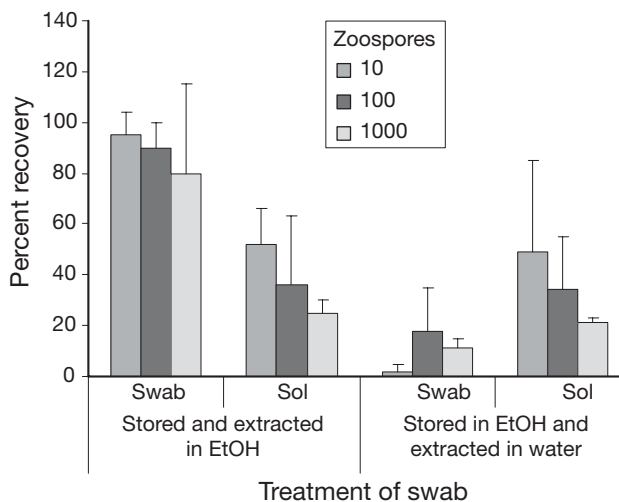 Percent recovery
140
120
100
80
60
40
20
0
Zoospores
10
100
1000
Swab
Sol
Swab
Sol
Stored and extracted
in EtOH
Stored in EtOH and
extracted in water
Treatment of swab